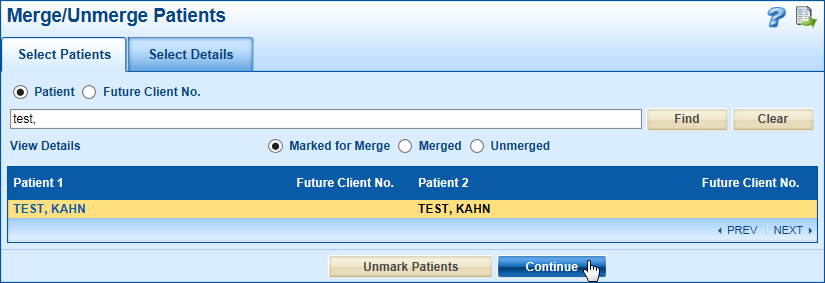 Merge/Unmerge Patients
Select Patients Select Details
Patient Future Client No.
test, Find Clear
View Details Marked for Merge Merged Unmerged
Patient 1 Future Client No. Patient 2 Future Client No.
TEST, KAHN TEST, KAHN
PREV NEXT
Unmark Patients Continue